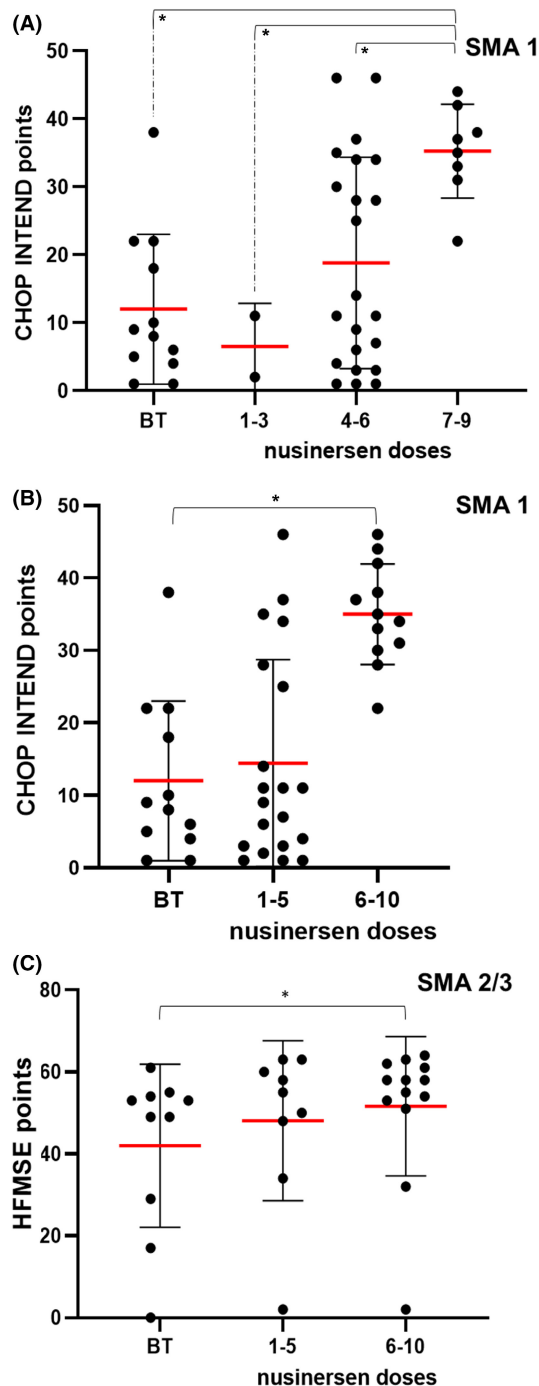 (A)
SMA 1
* * *
CHOP INTEND points
50
40
30
20
10
0
BT 1-3 4-6 7-9
nusinersen doses
(B)
SMA 1
*
CHOP INTEND points
50
40
30
20
10
0
BT 1-5 6-10
nusinersen doses
(C)
SMA 2/3
*
HFMSE points
80
60
40
20
0
BT 1-5 6-10
nusinersen doses